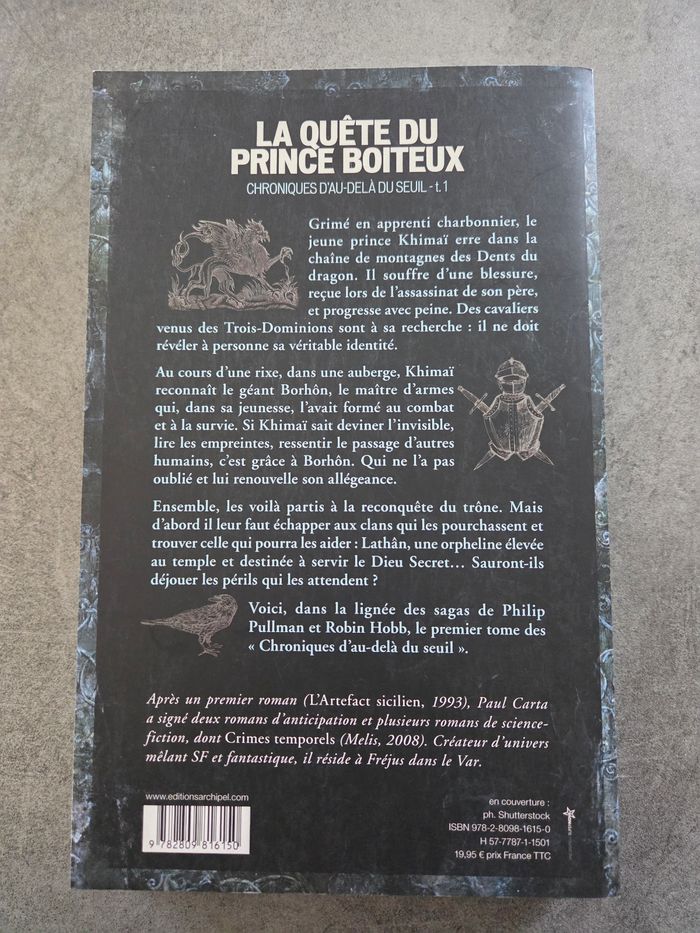 LA QUÊTE DU
PRINCE BOITEUX
CHRONIQUES D'AU-DELÀ DU SEUIL - t.1
Grimé en apprenti charbonnier, le
jeune prince Khimaï erre dans la
chaîne de montagnes des Dents du
dragon. Il souffre d'une blessure,
reçue lors de l'assassinat de son père,
et progresse avec peine. Des cavaliers
venus des Trois-Dominions sont à sa recherche : il ne doit
révéler à personne sa véritable identité.
Au cours d'une rixe, dans une auberge, Khimaï
reconnaît le géant Borhôn, le maître d'armes
qui, dans sa jeunesse, l'avait formé au combat
et à la survie. Si Khimaï sait deviner l'invisible,
lire les empreintes, ressentir le passage d'autres
humains, c'est grâce à Borhôn. Qui ne l'a pas
oublié et lui renouvelle son allégeance.
Ensemble, les voilà partis à la reconquête du trône. Mais
d'abord il leur faut échapper aux clans qui les pourchassent et
trouver celle qui pourra les aider : Lathân, une orpheline élevée
au temple et destinée à servir le Dieu Secret... Sauront-ils
déjouer les périls qui les attendent ?
Voici, dans la lignée des sagas de Philip
Pullman et Robin Hobb, le premier tome des
« Chroniques d'au-delà du seuil ».
Après un premier roman (L'Artefact sicilien, 1993), Paul Carta
a signé deux romans d'anticipation et plusieurs romans de science-
fiction, dont Crimes temporels (Melis, 2008). Créateur d'univers
mêlant SF et fantastique, il réside à Fréjus dans le Var.
www.editionsarchipel.com
9 782809 816150
en couverture :
ph. Shutterstock
ISBN 978-2-8098-1615-0
H 57-7787-1-1501
19,95 € prix France TTC